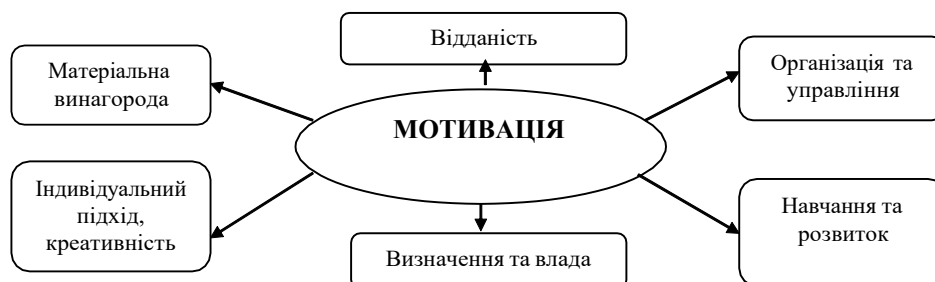 Відданість
Матеріальна
винагорода
Організація та
управління
МОТИВАЦІЯ
Індивідуальний
підхід,
креативність
Навчання та
розвиток
Визначення та влада